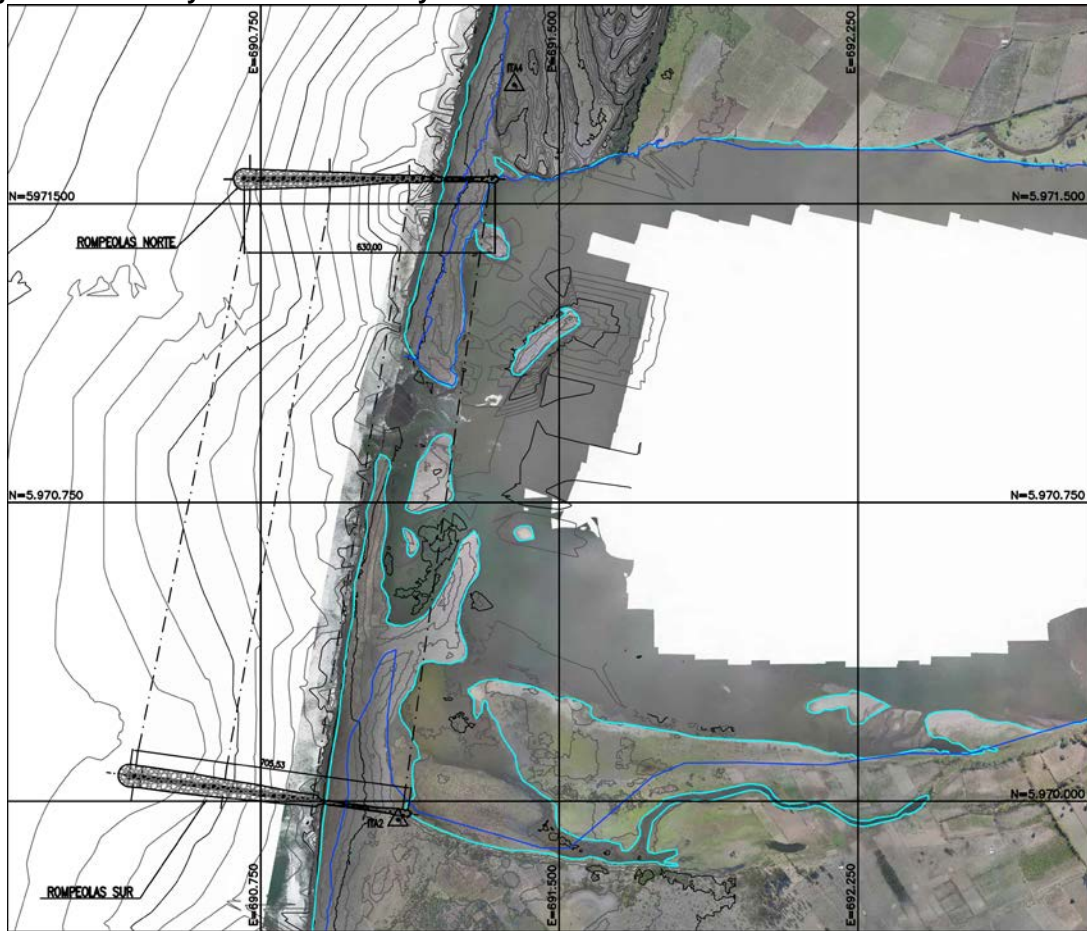 E=690.750
E=691.500
E=692.250
ITA4
N=5971500
N=5.971.500
ROMPEOLAS NORTE
630,00
N=5.970.750
N=5.970.750
705,53
N=5.970.000
ITA2
ROMPEOLAS SUR
E=690.750
E=691.500
E=692.250